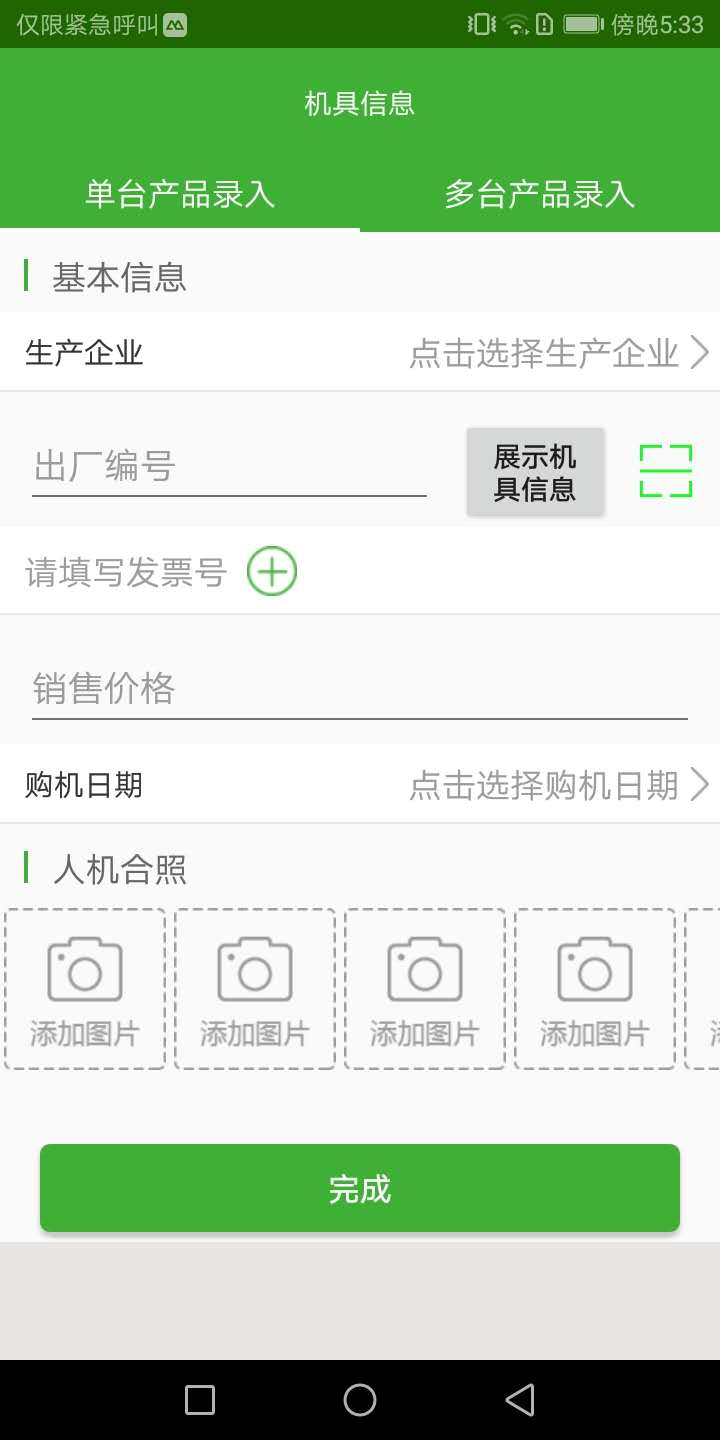 仅限紧急呼叫
傍晚5:33
机具信息
单台产品录入
多台产品录入
基本信息
生产企业
点击选择生产企业
出厂编号
展示机
具信息
请填写发票号
销售价格
购机日期
点击选择购机日期
人机合照
添加图片
添加图片
添加图片
添加图片
完成